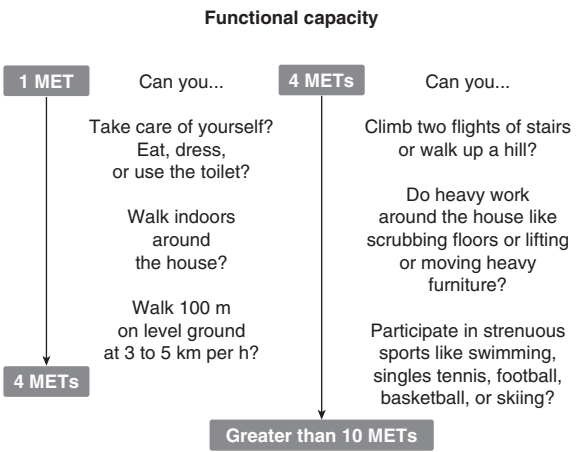 Functional capacity
1 MET
Can you...
Take care of yourself?
Eat, dress,
or use the toilet?
Walk indoors
around
the house?
Walk 100 m
on level ground
at 3 to 5 km per h?
4 METs
4 METs
Can you...
Climb two flights of stairs
or walk up a hill?
Do heavy work
around the house like
scrubbing floors or lifting
or moving heavy
furniture?
Participate in strenuous
sports like swimming,
singles tennis, football,
basketball, or skiing?
Greater than 10 METs